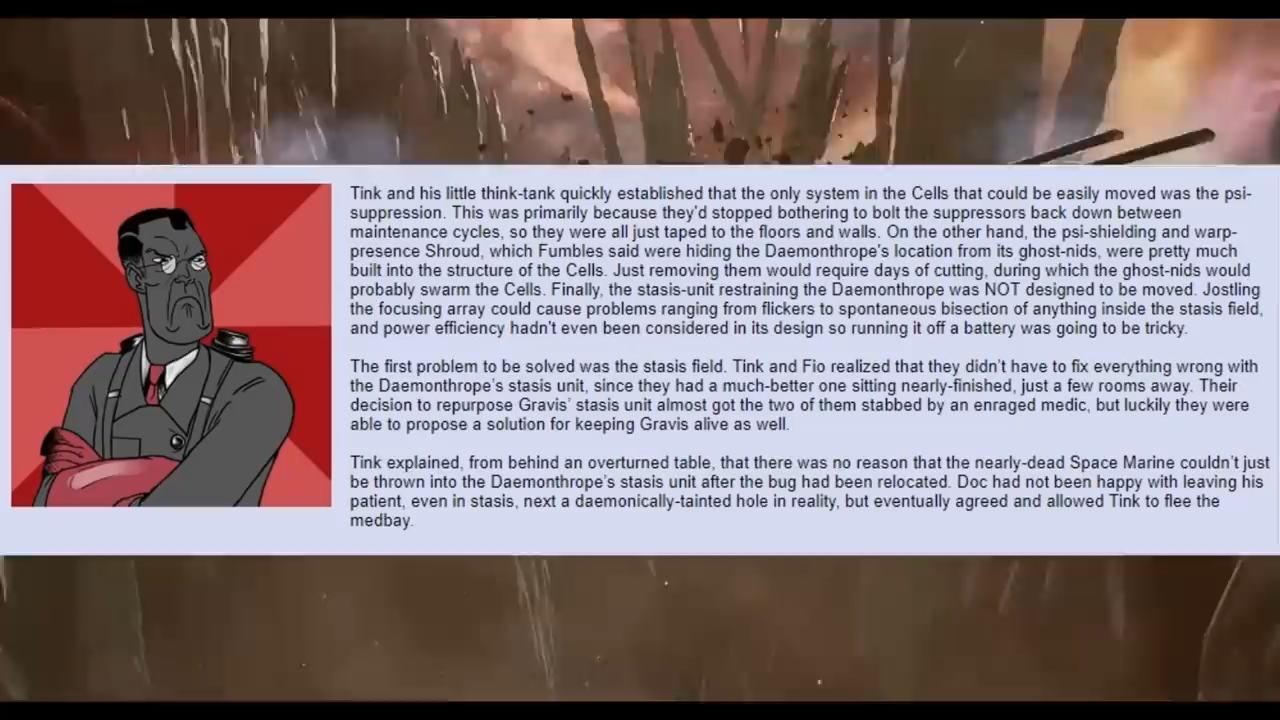 Tink and his little think-tank quickly established that the only system in the Cells that could be easily moved was the psi-
suppression. This was primarily because they'd stopped bothering to bolt the suppressors back down between
maintenance cycles, so they were all just taped to the floors and walls. On the other hand, the psi-shielding and warp-
presence Shroud, which Fumbles said were hiding the Daemonthrope's location from its ghost-nids, were pretty much
built into the structure of the Cells. Just removing them would require days of cutting, during which the ghost-nids would
probably swarm the Cells. Finally, the stasis-unit restraining the Daemonthrope was NOT designed to be moved. Jostling
the focusing array could cause problems ranging from flickers to spontaneous bisection of anything inside the stasis field,
and power efficiency hadn't even been considered in its design so running it off a battery was going to be tricky.
The first problem to be solved was the stasis field. Tink and Fio realized that they didn't have to fix everything wrong with
the Daemonthrope's stasis unit, since they had a much-better one sitting nearly-finished, just a few rooms away. Their
decision to repurpose Gravis' stasis unit almost got the two of them stabbed by an enraged medic, but luckily they were
able to propose a solution for keeping Gravis alive as well.
Tink explained, from behind an overturned table, that there was no reason that the nearly-dead Space Marine couldn't just
be thrown into the Daemonthrope's stasis unit after the bug had been relocated. Doc had not been happy with leaving his
patient, even in stasis, next a daemonically-tainted hole in reality, but eventually agreed and allowed Tink to flee the
medbay.